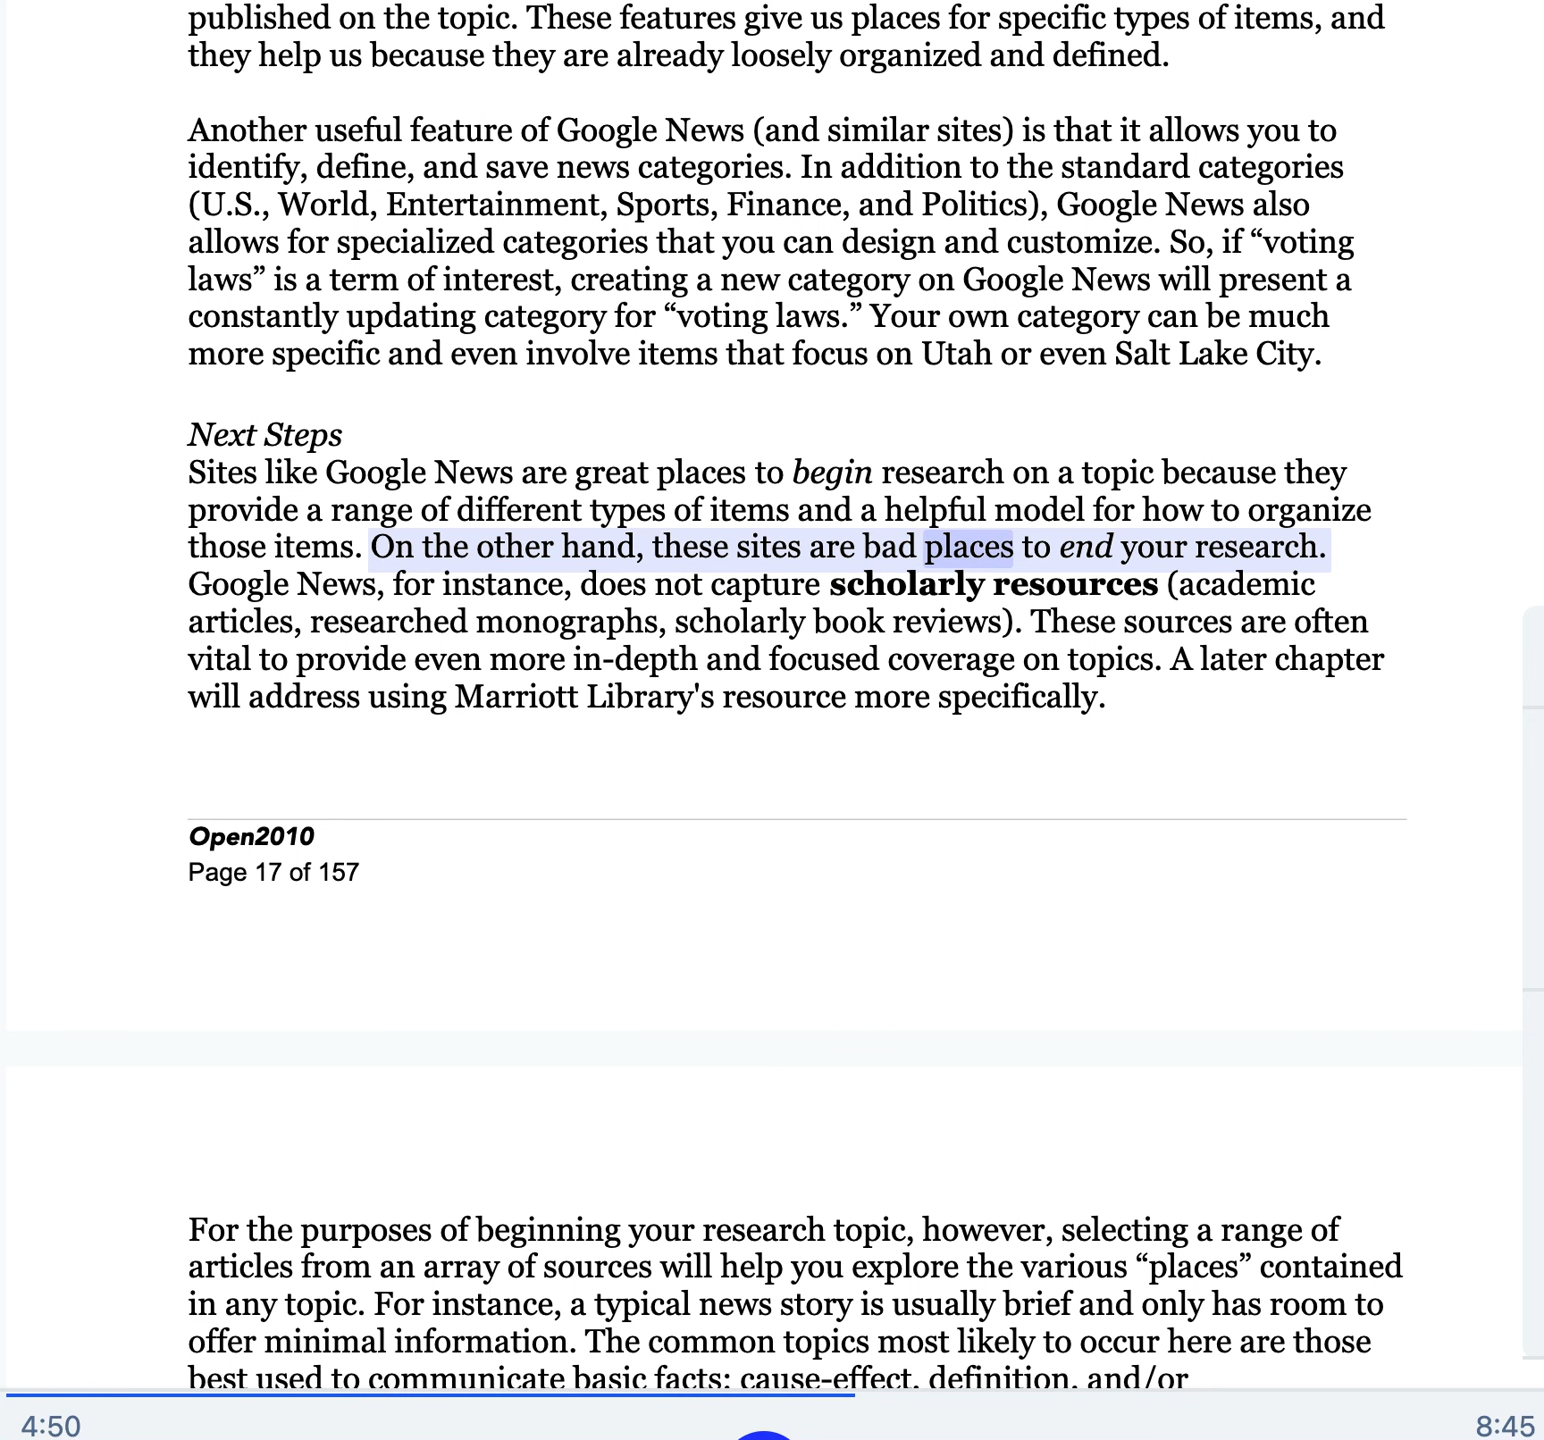 published on the topic. These features give us places for specific types of items, and
they help us because they are already loosely organized and defined.
Another useful feature of Google News (and similar sites) is that it allows you to
identify, define, and save news categories. In addition to the standard categories
(U.S., World, Entertainment, Sports, Finance, and Politics), Google News also
allows for specialized categories that you can design and customize. So, if “voting
laws” is a term of interest, creating a new category on Google News will present a
constantly updating category for “voting laws.” Your own category can be much
more specific and even involve items that focus on Utah or even Salt Lake City.
Next Steps
Sites like Google News are great places to begin research on a topic because they
provide a range of different types of items and a helpful model for how to organize
those items. On the other hand, these sites are bad places to end your research.
Google News, for instance, does not capture scholarly resources (academic
articles, researched monographs, scholarly book reviews). These sources are often
vital to provide even more in-depth and focused coverage on topics. A later chapter
will address using Marriott Library's resource more specifically.
Open2010
Page 17 of 157
For the purposes of beginning your research topic, however, selecting a range of
articles from an array of sources will help you explore the various “places” contained
in any topic. For instance, a typical news story is usually brief and only has room to
offer minimal information. The common topics most likely to occur here are those
best used to communicate basic facts: cause-effect, definition, and/or
4:50
8:45